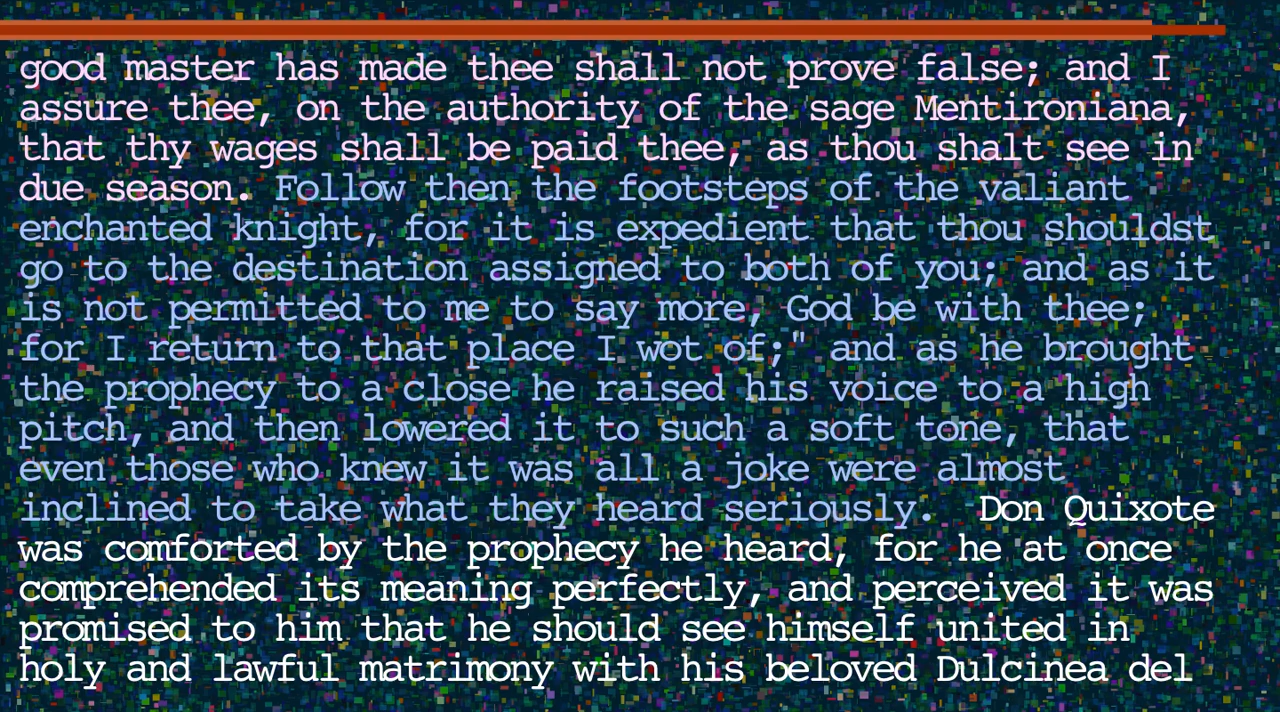 good master has made thee shall not prove false; and I
assure thee, on the authority of the sage Mentironiana,
that thy wages shall be paid thee, as thou shalt see in
due season. Follow then the footsteps of the valiant
enchanted knight, for it is expedient that thou shouldst
go to the destination assigned to both of you; and as it
is not permitted to me to say more, God be with thee;
for I return to that place I wot of;" and as he brought
the prophecy to a close he raised his voice to a high
pitch, and then lowered it to such a soft tone, that
even those who knew it was all a joke were almost
inclined to take what they heard seriously.  Don Quixote
was comforted by the prophecy he heard, for he at once
comprehended its meaning perfectly, and perceived it was
promised to him that he should see himself united in
holy and lawful matrimony with his beloved Dulcinea del